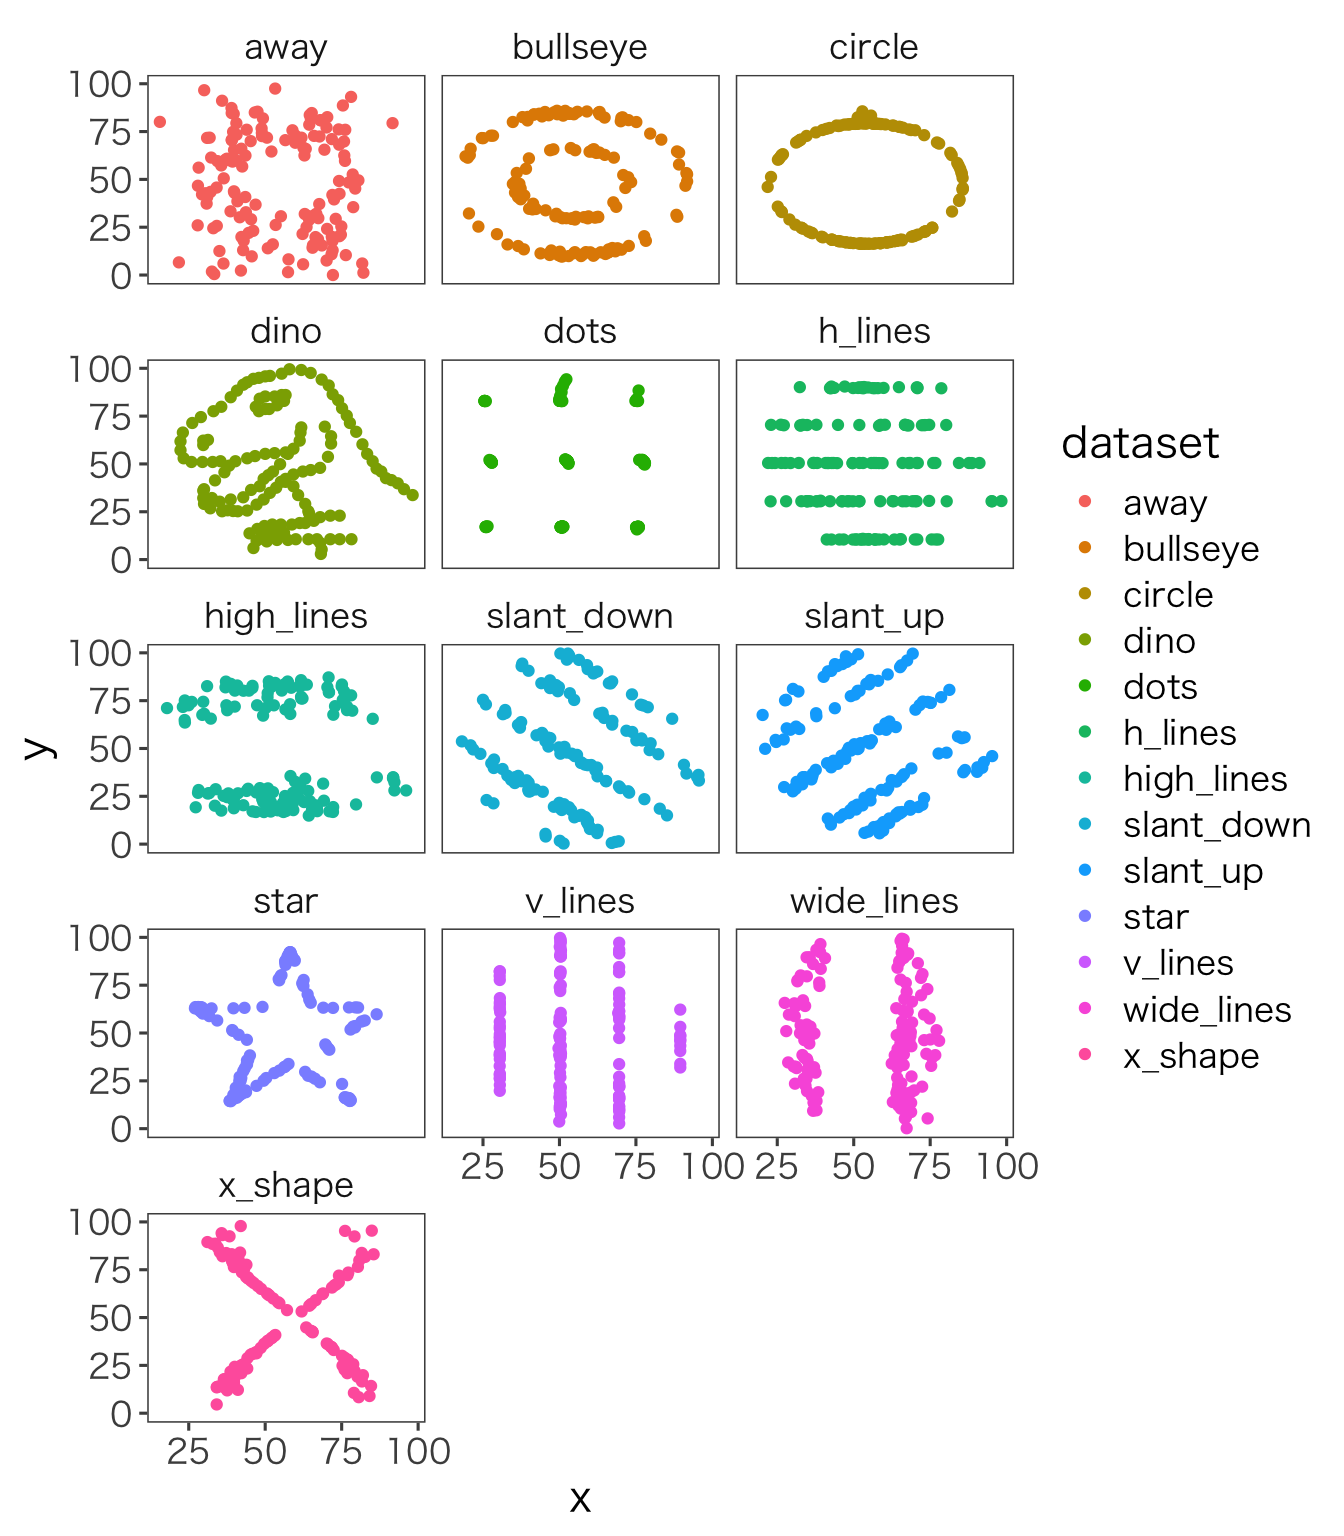 away bullseye circle
100
75
50
25
0
dino dots h_lines
100
75
50
25
0
high_lines slant_down slant_up
100
75
50
25
0
star v_lines wide_lines
100
75
50
25
0
25 50 75 100 25 50 75 100
x_shape
100
75
50
25
0
25 50 75 100
x
y
dataset
away
bullseye
circle
dino
dots
h_lines
high_lines
slant_down
slant_up
star
v_lines
wide_lines
x_shape